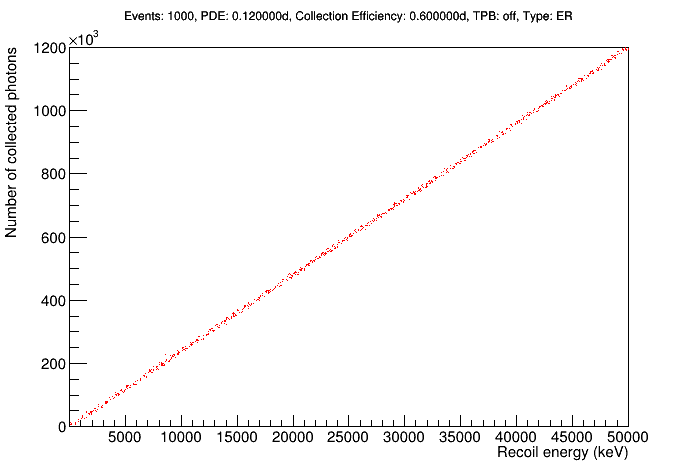 Events: 1000, PDE: 0.120000d, Collection Efficiency: 0.600000d, TPB: off, Type: ER
×10³
Number of collected photons
1200
1000
800
600
400
200
0
5000 10000 15000 20000 25000 30000 35000 40000 45000 50000
Recoil energy (keV)